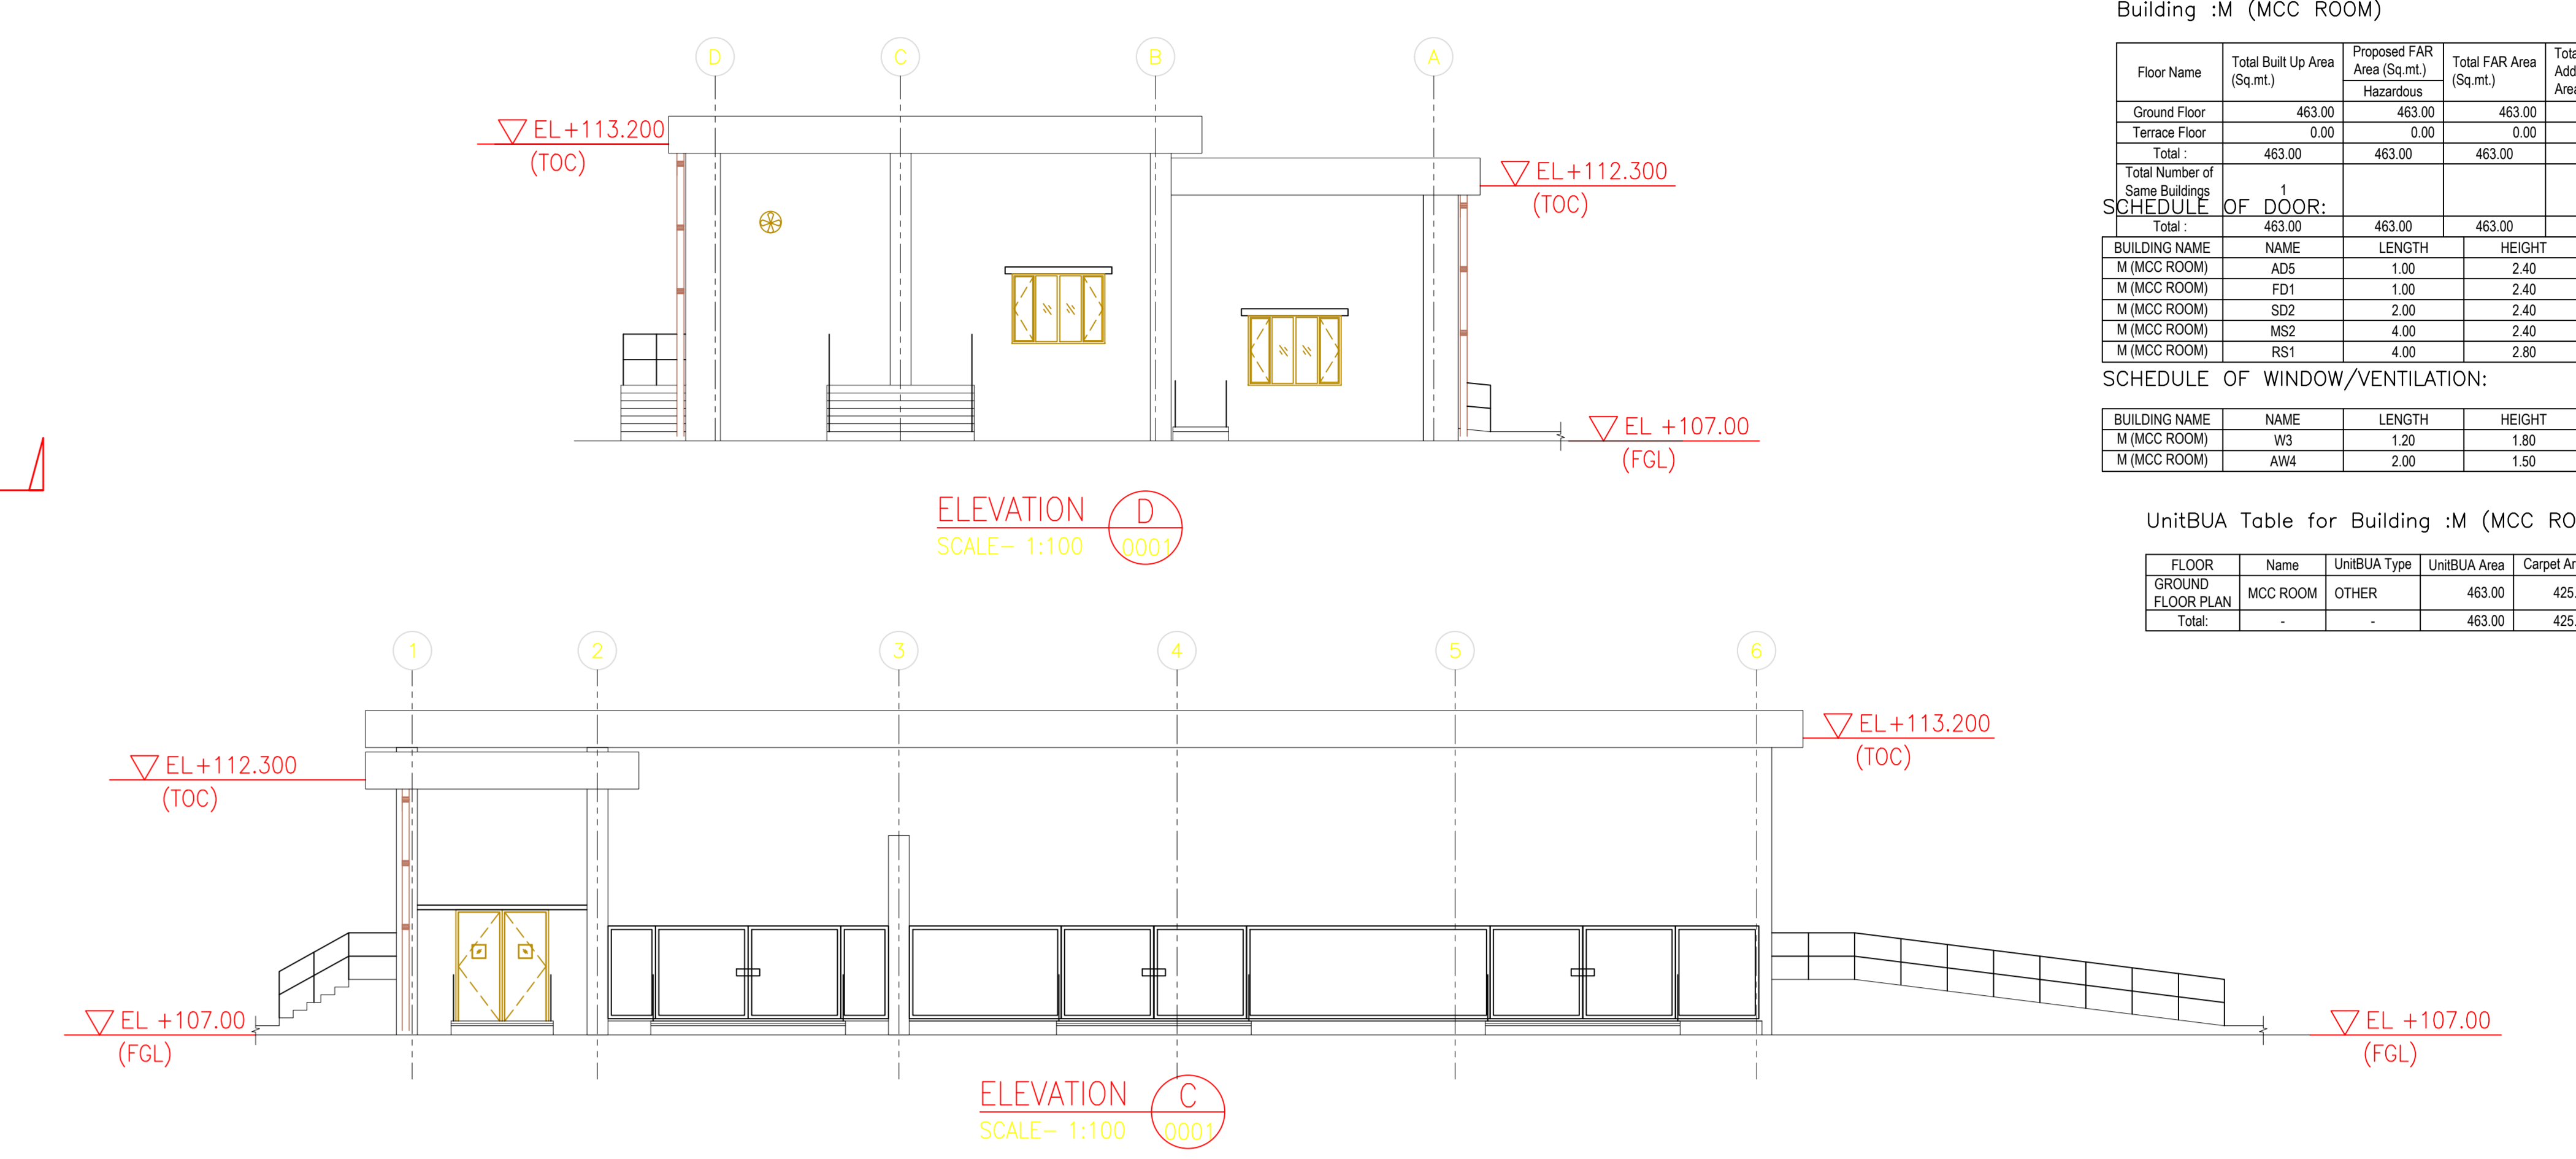 D C B A
EL+113.200
(TOC)
EL+112.300
(TOC)
EL +107.00
(FGL)
ELEVATION D
SCALE- 1:100 0001
1 2 3 4 5 6
EL+113.200
(TOC)
EL+112.300
(TOC)
EL +107.00
(FGL)
EL +107.00
(FGL)
ELEVATION C
SCALE- 1:100 0001
Building :M (MCC ROOM)
Floor Name Total Built Up Area (Sq.mt.) Proposed FAR Area (Sq.mt.) Total FAR Area (Sq.mt.)
Hazardous
Ground Floor 463.00 463.00 463.00
Terrace Floor 0.00 0.00 0.00
Total : 463.00 463.00 463.00
Total Number of Same Buildings : 1
Total : 463.00 463.00 463.00
SCHEDULE OF DOOR:
BUILDING NAME NAME LENGTH HEIGHT
M (MCC ROOM) AD5 1.00 2.40
M (MCC ROOM) FD1 1.00 2.40
M (MCC ROOM) SD2 2.00 2.40
M (MCC ROOM) MS2 4.00 2.40
M (MCC ROOM) RS1 4.00 2.80
SCHEDULE OF WINDOW/VENTILATION:
BUILDING NAME NAME LENGTH HEIGHT
M (MCC ROOM) W3 1.20 1.80
M (MCC ROOM) AW4 2.00 1.50
UnitBUA Table for Building :M (MCC RO
FLOOR Name UnitBUA Type UnitBUA Area Carpet Ar
GROUND FLOOR PLAN MCC ROOM OTHER 463.00 425.
Total: - - 463.00 425.